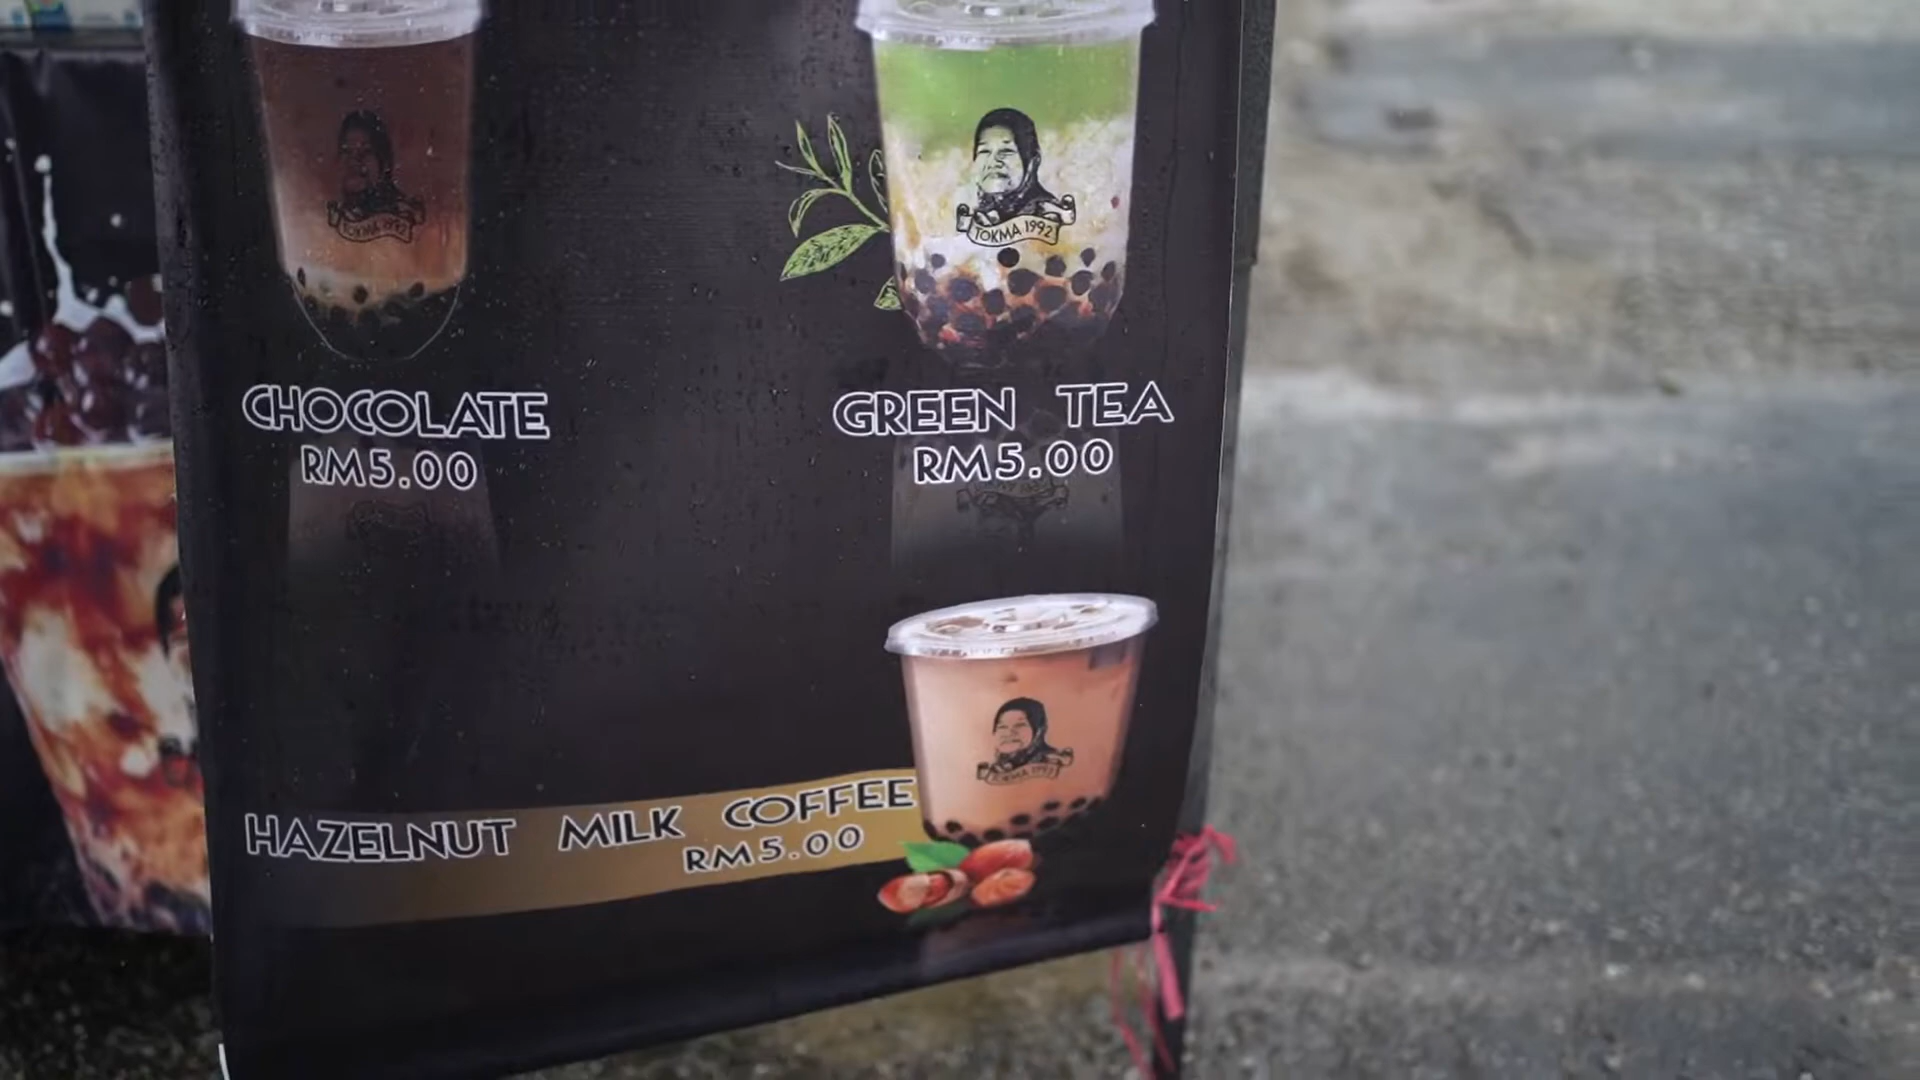 TOKMA 1992
TOKMA 1992
CHOCOLATE
RM5.00
GREEN TEA
RM5.00
HAZELNUT MILK COFFEE
RM5.00
TOKMA 1992